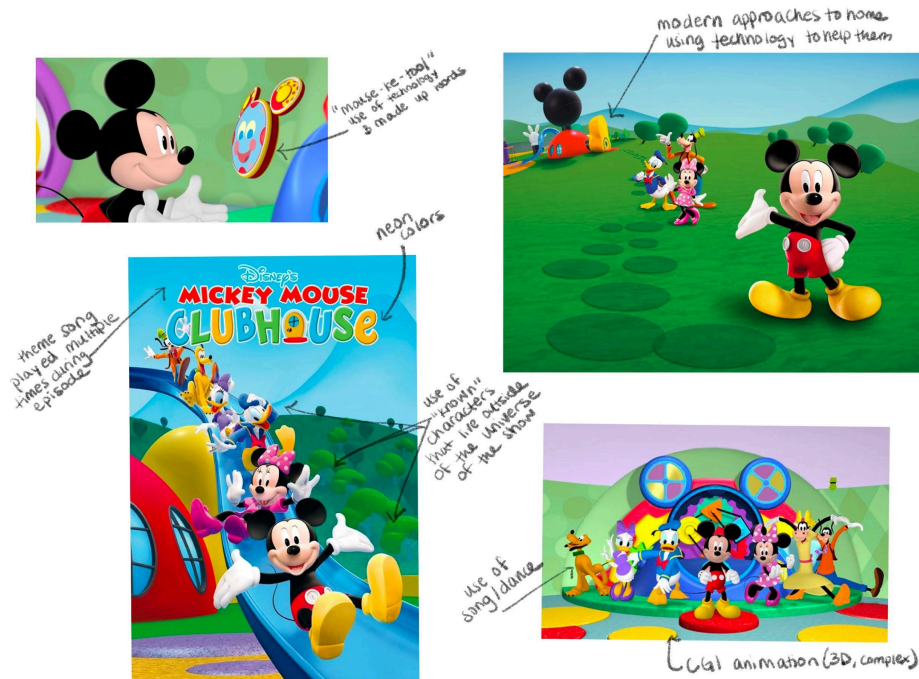 modern approaches to home
using technology to help them
"mouse-ke-tool"
use of technology
& made up words
neon
colors
DISNEY'S
MICKEY MOUSE
CLUBHOUSE
theme song
played multiple
times during
episode
use of
"known"
characters
that live outside
of the universe
of the show
use of
song/dance
CGI animation (3D, complex)